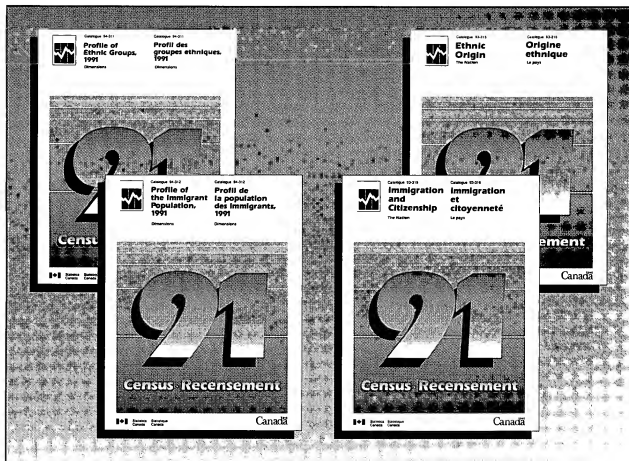 Catalogue 94-311
Profile of
Ethnic Groups,
1991
Dimensions
Catalogue 94-311
Profil des
groupes ethniques,
1991
Dimensions
Census
Statistics
Canada
Catalogue 93-315
Ethnic
Origin
The Nation
Catalogue 93-315
Origine
ethnique
Le pays
91
ement
Canada
Catalogue 94-312
Profile of
the Immigrant
Population,
1991
Dimensions
Catalogue 94-312
Profil de
la population
des immigrants,
1991
Dimensions
91
Census Recensement
Statistics
Canada
Statistique
Canada
Canada
Catalogue 93-316
Immigration
and
Citizenship
The Nation
Catalogue 93-316
Immigration
et
citoyenneté
Le pays
91
Census Recensement
Statistics
Canada
Statistique
Canada
Canada